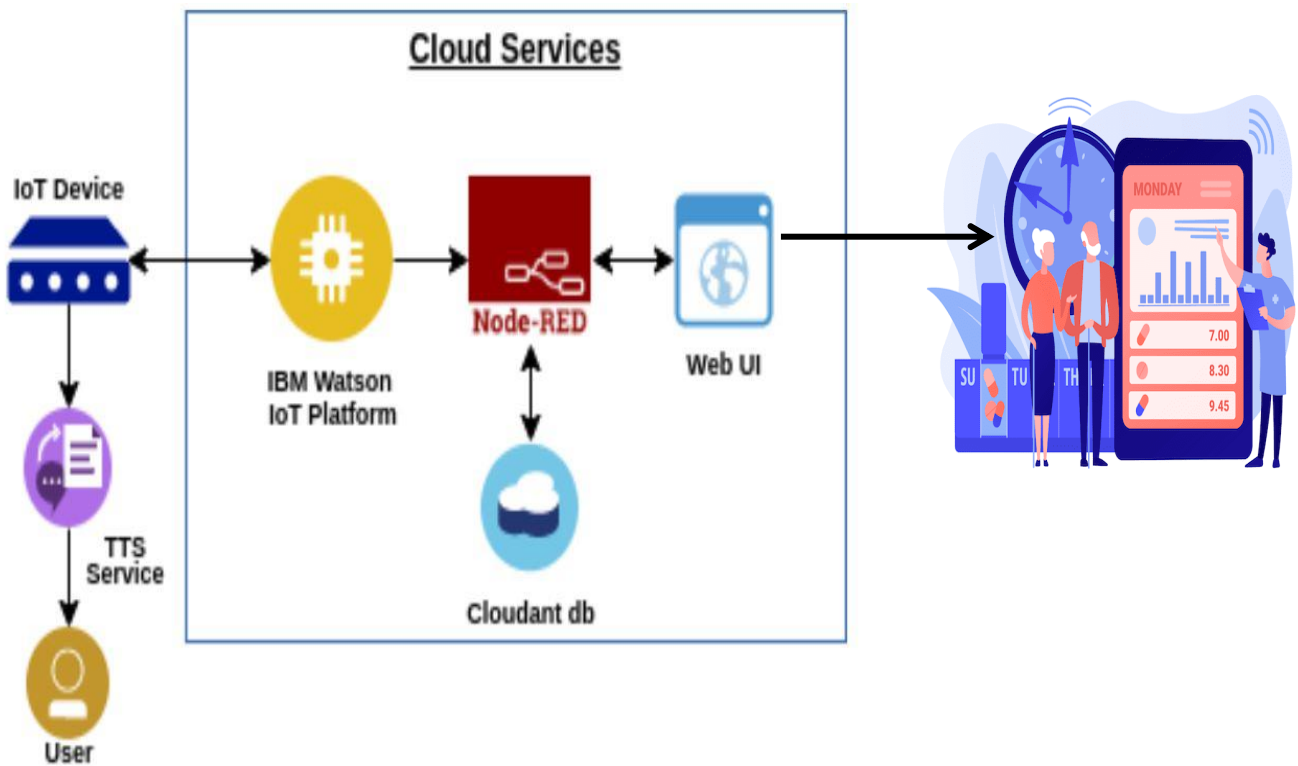 Cloud Services
IoT Device
Node-RED
IBM Watson
IoT Platform
Web UI
TTS
Service
Cloudant db
User
MONDAY
7.00
8.30
9.45
SU
TU
TH